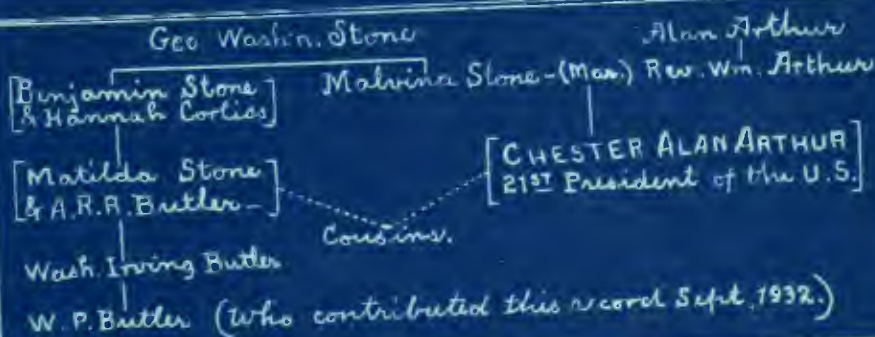 Geo Wash'n. Stone
Alan Arthur
Malvina Stone - (Mar.) Rev. Wm. Arthur
[Benjamin Stone
& Hannah Corliss]
[Matilda Stone
& A.R.R. Butler -]
[CHESTER ALAN ARTHUR
21ST President of the U.S.]
Cousins.
Wash. Irving Butler
W. P. Butler (Who contributed this record Sept, 1932.)